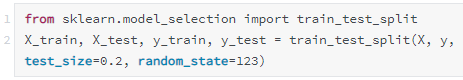 1 from sklearn.model_selection import train_test_split
2 X_train, X_test, y_train, y_test = train_test_split(X, y,
test_size=0.2, random_state=123)